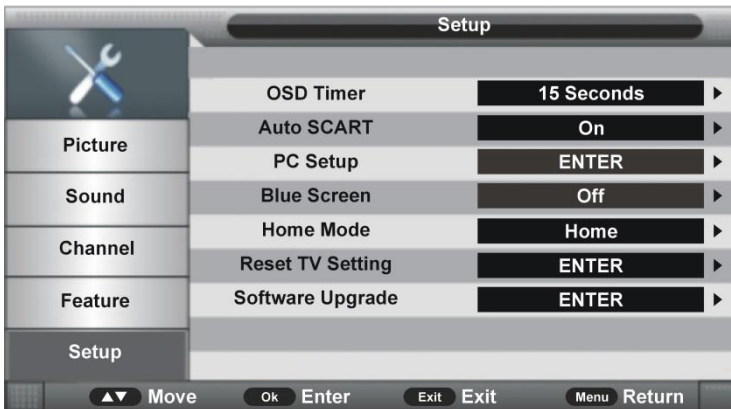 Setup
OSD Timer 15 Seconds
Auto SCART On
PC Setup ENTER
Blue Screen Off
Home Mode Home
Reset TV Setting ENTER
Software Upgrade ENTER
Picture
Sound
Channel
Feature
Setup
Move Ok Enter Exit Exit Menu Return